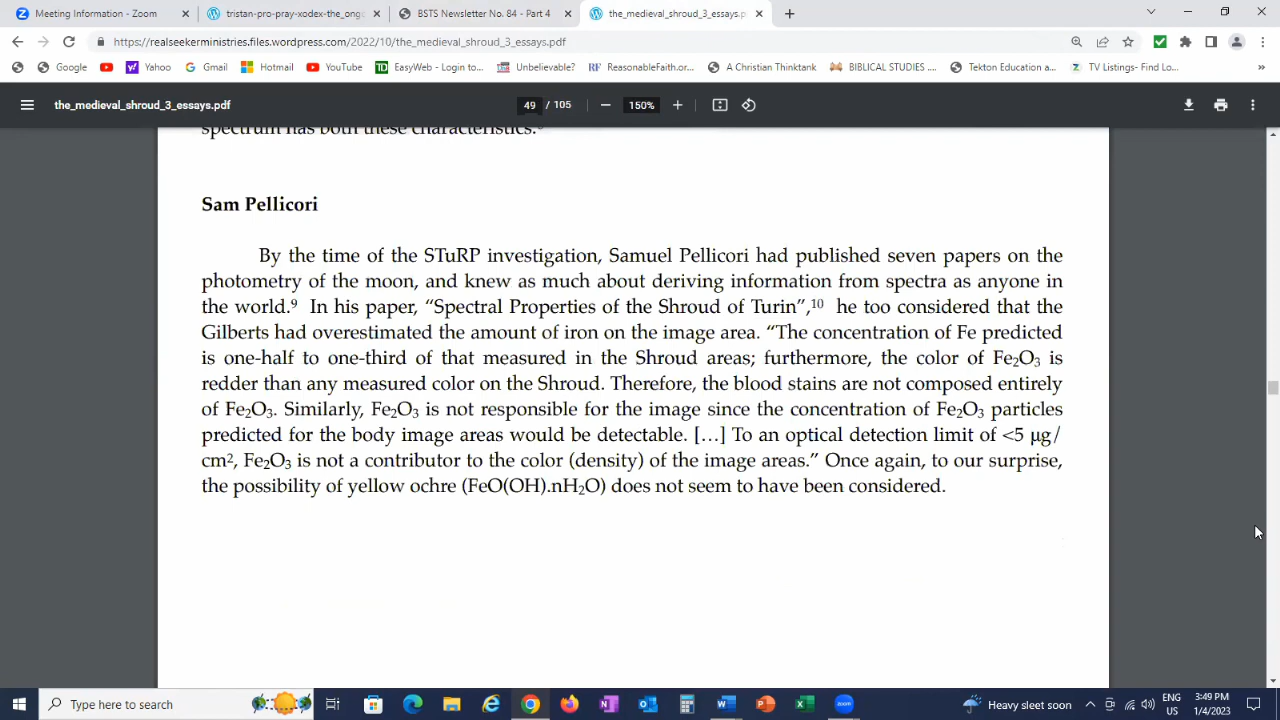 Meeting Information - Zoom
tristan-pro-pray-xodex-the_ong
BSTS Newsletter No. 84 - Part 4
the_medieval_shroud_3_essays.p
https://realseekerministries.files.wordpress.com/2022/10/the_medieval_shroud_3_essays.pdf
Google Yahoo Gmail Hotmail YouTube EasyWeb - Login to... Unbelievable? RF ReasonableFaith.or... A Christian Thinktank BIBLICAL STUDIES .... Tekton Education a... TV Listings- Find Lo... »
the_medieval_shroud_3_essays.pdf 49 / 105 — 150% +
spectrum has both these characteristics.
Sam Pellicori
By the time of the STuRP investigation, Samuel Pellicori had published seven papers on the
photometry of the moon, and knew as much about deriving information from spectra as anyone in
the world.⁹ In his paper, “Spectral Properties of the Shroud of Turin”,¹⁰ he too considered that the
Gilberts had overestimated the amount of iron on the image area. “The concentration of Fe predicted
is one-half to one-third of that measured in the Shroud areas; furthermore, the color of Fe₂O₃ is
redder than any measured color on the Shroud. Therefore, the blood stains are not composed entirely
of Fe₂O₃. Similarly, Fe₂O₃ is not responsible for the image since the concentration of Fe₂O₃ particles
predicted for the body image areas would be detectable. […] To an optical detection limit of <5 µg/
cm², Fe₂O₃ is not a contributor to the color (density) of the image areas.” Once again, to our surprise,
the possibility of yellow ochre (FeO(OH).nH₂O) does not seem to have been considered.
Type here to search
Heavy sleet soon
ENG
US
3:49 PM
1/4/2023